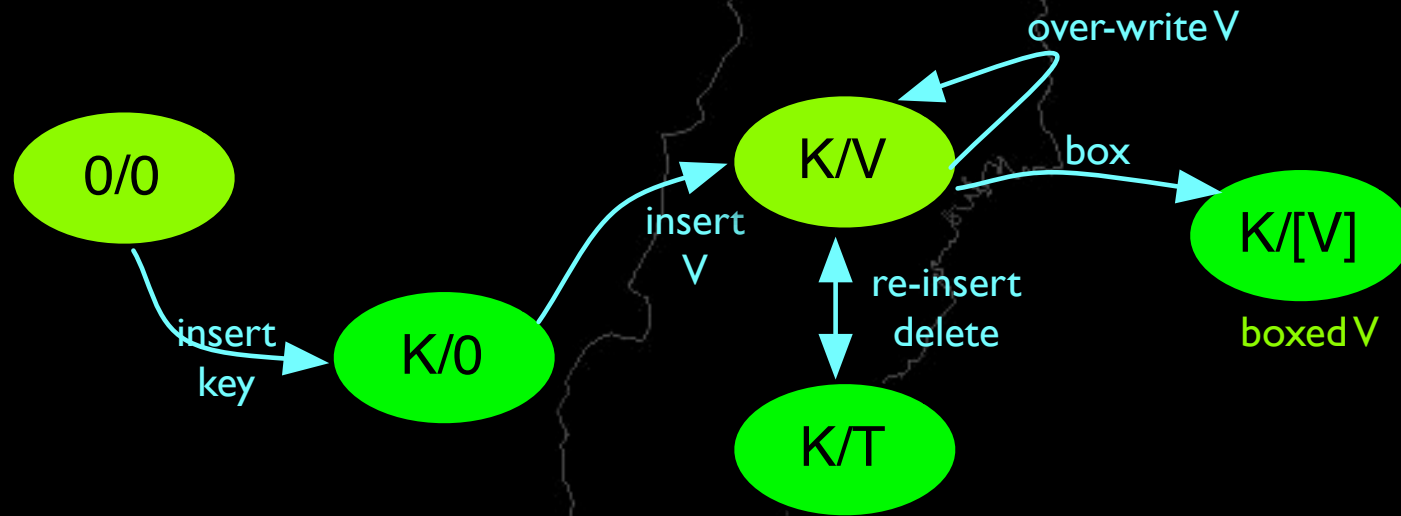 over-write V
0/0
K/V
box
insert
V
K/[V]
re-insert
delete
boxed V
insert
key
K/0
K/T